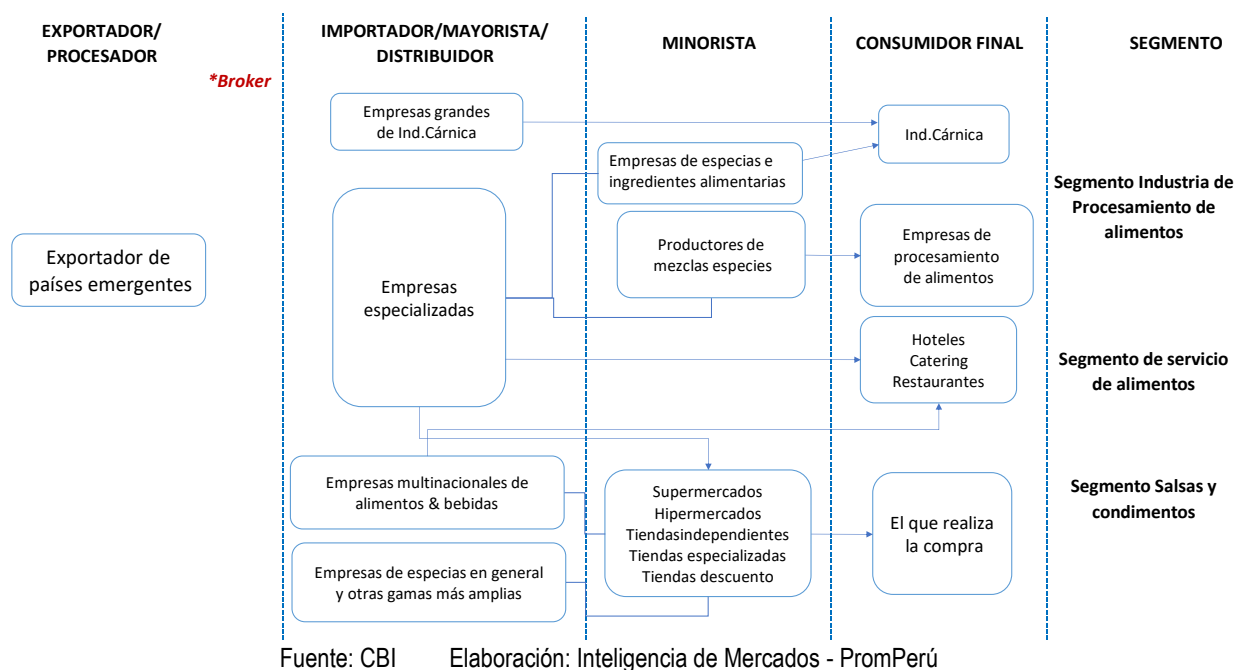 EXPORTADOR/
PROCESADOR
*Broker
IMPORTADOR/MAYORISTA/
DISTRIBUIDOR
MINORISTA
CONSUMIDOR FINAL
SEGMENTO
Empresas grandes
de Ind.Cárnica
Ind.Cárnica
Empresas de especias e
ingredientes alimentarias
Segmento Industria de
Procesamiento de
alimentos
Exportador de
países emergentes
Empresas
especializadas
Productores de
mezclas especies
Empresas de
procesamiento
de alimentos
Hoteles
Catering
Restaurantes
Segmento de servicio
de alimentos
Empresas multinacionales de
alimentos & bebidas
Supermercados
Hipermercados
Tiendasindependientes
Tiendas especializadas
Tiendas descuento
El que realiza
la compra
Segmento Salsas y
condimentos
Empresas de especias en general
y otras gamas más amplias
Fuente: CBI Elaboración: Inteligencia de Mercados - PromPerú